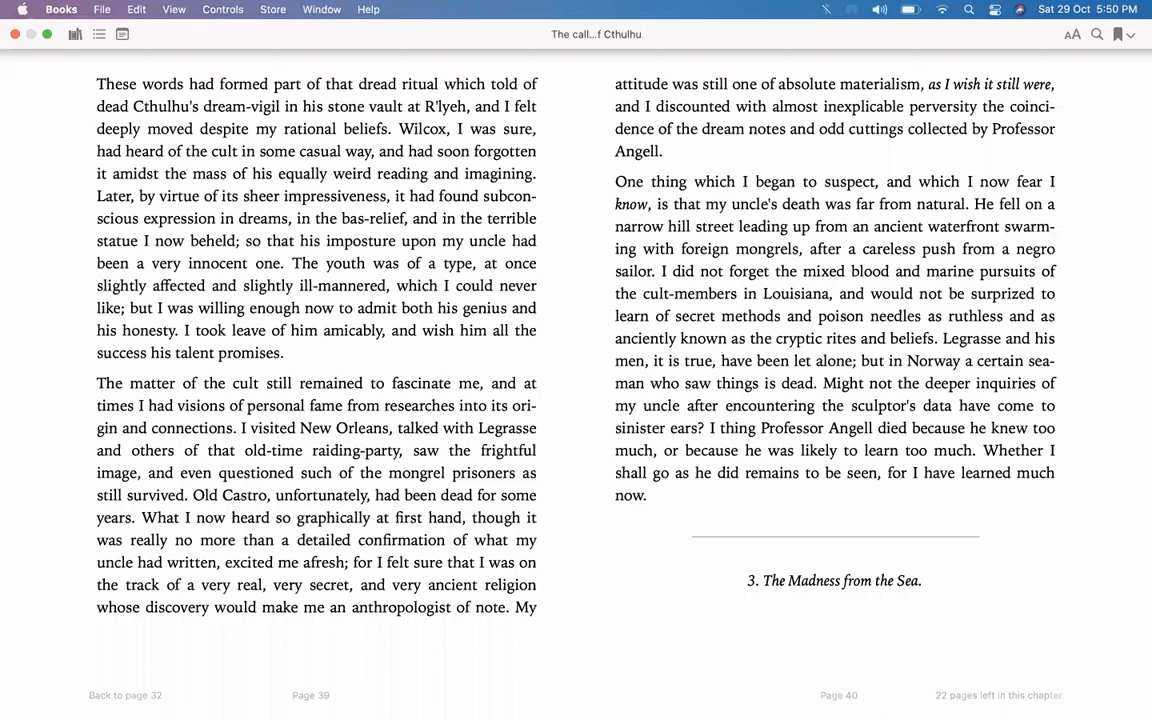 Books File Edit View Controls Store Window Help Sat 29 Oct 5:50 PM
The call...f Cthulhu
AA
These words had formed part of that dread ritual which told of
dead Cthulhu's dream-vigil in his stone vault at R'lyeh, and I felt
deeply moved despite my rational beliefs. Wilcox, I was sure,
had heard of the cult in some casual way, and had soon forgotten
it amidst the mass of his equally weird reading and imagining.
Later, by virtue of its sheer impressiveness, it had found subcon-
scious expression in dreams, in the bas-relief, and in the terrible
statue I now beheld; so that his imposture upon my uncle had
been a very innocent one. The youth was of a type, at once
slightly affected and slightly ill-mannered, which I could never
like; but I was willing enough now to admit both his genius and
his honesty. I took leave of him amicably, and wish him all the
success his talent promises.
The matter of the cult still remained to fascinate me, and at
times I had visions of personal fame from researches into its ori-
gin and connections. I visited New Orleans, talked with Legrasse
and others of that old-time raiding-party, saw the frightful
image, and even questioned such of the mongrel prisoners as
still survived. Old Castro, unfortunately, had been dead for some
years. What I now heard so graphically at first hand, though it
was really no more than a detailed confirmation of what my
uncle had written, excited me afresh; for I felt sure that I was on
the track of a very real, very secret, and very ancient religion
whose discovery would make me an anthropologist of note. My
attitude was still one of absolute materialism, as I wish it still were,
and I discounted with almost inexplicable perversity the coinci-
dence of the dream notes and odd cuttings collected by Professor
Angell.
One thing which I began to suspect, and which I now fear I
know, is that my uncle's death was far from natural. He fell on a
narrow hill street leading up from an ancient waterfront swarm-
ing with foreign mongrels, after a careless push from a negro
sailor. I did not forget the mixed blood and marine pursuits of
the cult-members in Louisiana, and would not be surprized to
learn of secret methods and poison needles as ruthless and as
anciently known as the cryptic rites and beliefs. Legrasse and his
men, it is true, have been let alone; but in Norway a certain sea-
man who saw things is dead. Might not the deeper inquiries of
my uncle after encountering the sculptor's data have come to
sinister ears? I thing Professor Angell died because he knew too
much, or because he was likely to learn too much. Whether I
shall go as he did remains to be seen, for I have learned much
now.
3. The Madness from the Sea.
Back to page 32 Page 39 Page 40 22 pages left in this chapter